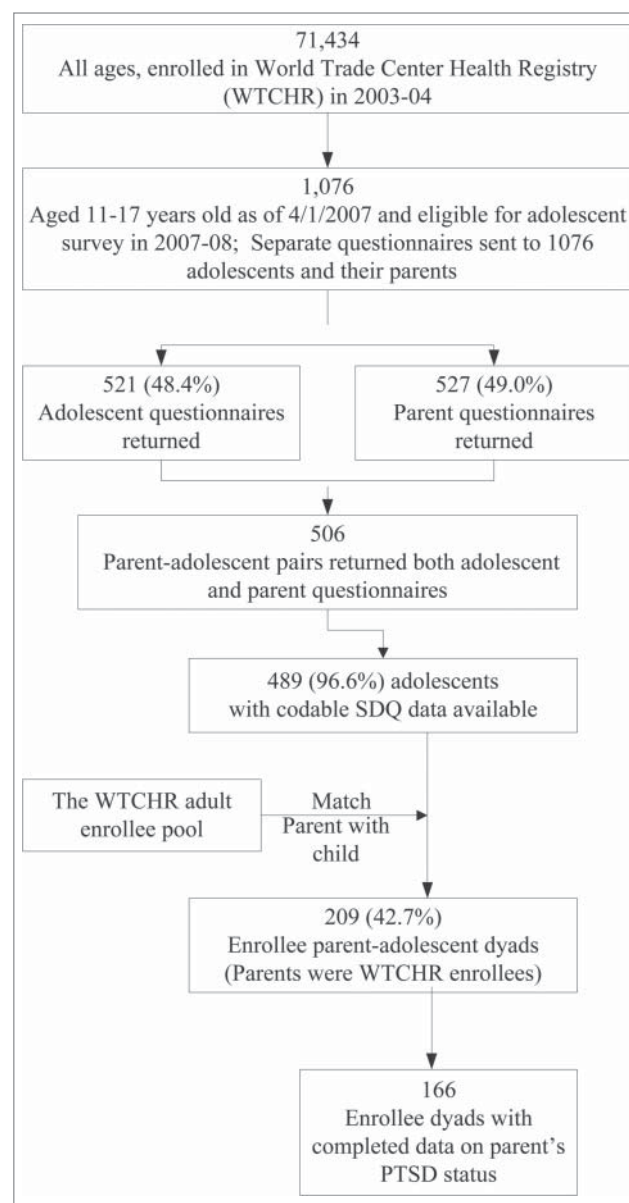 71,434
All ages, enrolled in World Trade Center Health Registry
(WTCHR) in 2003-04
1,076
Aged 11-17 years old as of 4/1/2007 and eligible for adolescent
survey in 2007-08; Separate questionnaires sent to 1076
adolescents and their parents
521 (48.4%)
Adolescent questionnaires
returned
527 (49.0%)
Parent questionnaires
returned
506
Parent-adolescent pairs returned both adolescent
and parent questionnaires
489 (96.6%) adolescents
with codable SDQ data available
The WTCHR adult
enrollee pool
Match
Parent with
child
209 (42.7%)
Enrollee parent-adolescent dyads
(Parents were WTCHR enrollees)
166
Enrollee dyads with
completed data on parent's
PTSD status